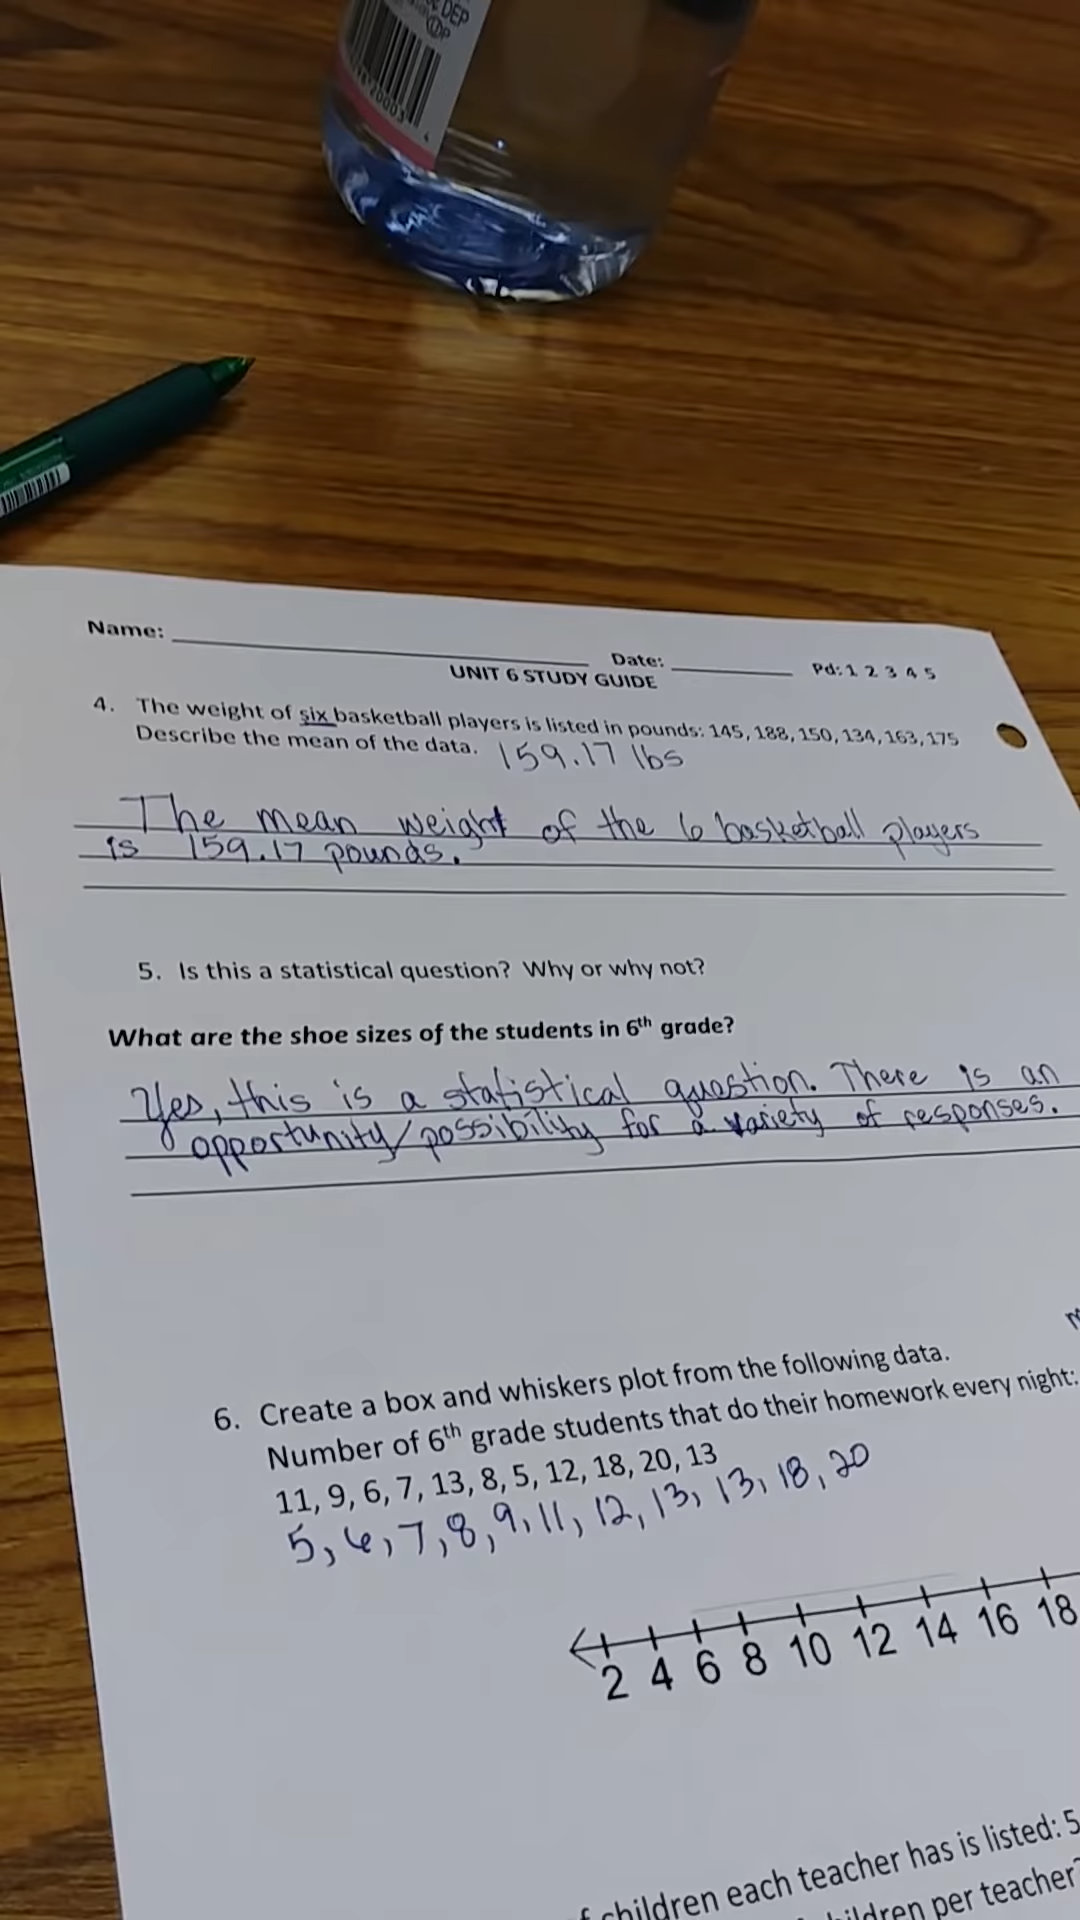 DEP
Name:
Date:
Pd: 1 2 3 4 5
UNIT 6 STUDY GUIDE
4. The weight of six basketball players is listed in pounds: 145, 188, 150, 134, 163, 175
Describe the mean of the data. 159.17 lbs
The mean weight of the 6 basketball players
is 159.17 pounds.
5. Is this a statistical question? Why or why not?
What are the shoe sizes of the students in 6th grade?
Yes, this is a statistical question. There is an
opportunity/possibility for a variety of responses.
6. Create a box and whiskers plot from the following data.
Number of 6th grade students that do their homework every night:
11, 9, 6, 7, 13, 8, 5, 12, 18, 20, 13
5, 6, 7, 8, 9, 11, 12, 13, 13, 18, 20
2 4 6 8 10 12 14 16 18
children each teacher has is listed: 5
children per teacher?